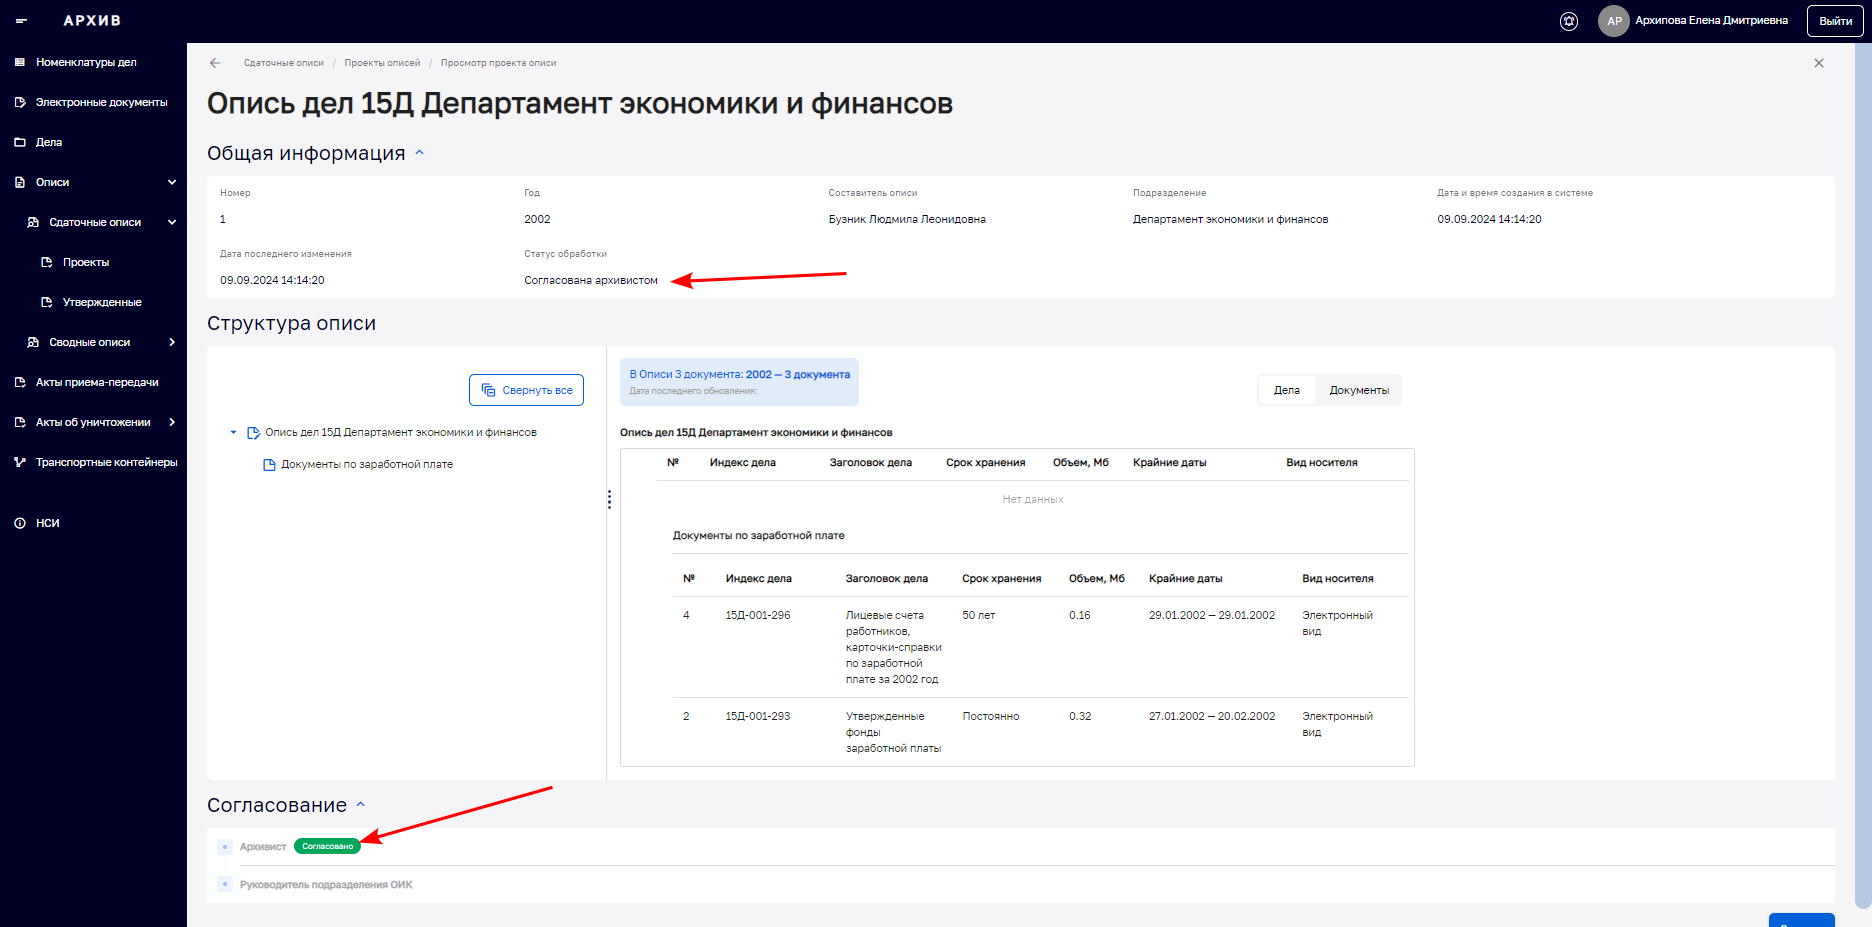 АРХИВ
АР
Архипова Елена Дмитриевна
Выйти
Номенклатуры дел
Электронные документы
Дела
Описи
Сдаточные описи
Проекты
Утвержденные
Сводные описи
Акты приема-передачи
Акты об уничтожении
Транспортные контейнеры
НСИ
Сдаточные описи / Проекты описей / Просмотр проекта описи
Опись дел 15Д Департамент экономики и финансов
Общая информация
Номер
1
Год
2002
Составитель описи
Бузник Людмила Леонидовна
Подразделение
Департамент экономики и финансов
Дата и время создания в системе
09.09.2024 14:14:20
Дата последнего изменения
09.09.2024 14:14:20
Статус обработки
Согласована архивистом
Структура описи
Свернуть все
Опись дел 15Д Департамент экономики и финансов
Документы по заработной плате
В Описи 3 документа: 2002 — 3 документа
Дата последнего обновления:
Дела
Документы
Опись дел 15Д Департамент экономики и финансов
№ Индекс дела Заголовок дела Срок хранения Объем, Мб Крайние даты Вид носителя
Нет данных
Документы по заработной плате
№ Индекс дела Заголовок дела Срок хранения Объем, Мб Крайние даты Вид носителя
4 15Д-001-296 Лицевые счета 50 лет 0.16 29.01.2002 — 29.01.2002 Электронный
работников, вид
карточки-справки
по заработной
плате за 2002 год
2 15Д-001-293 Утвержденные Постоянно 0.32 27.01.2002 — 20.02.2002 Электронный
фонды вид
заработной платы
Согласование
Архивист Согласовано
Руководитель подразделения ОИК